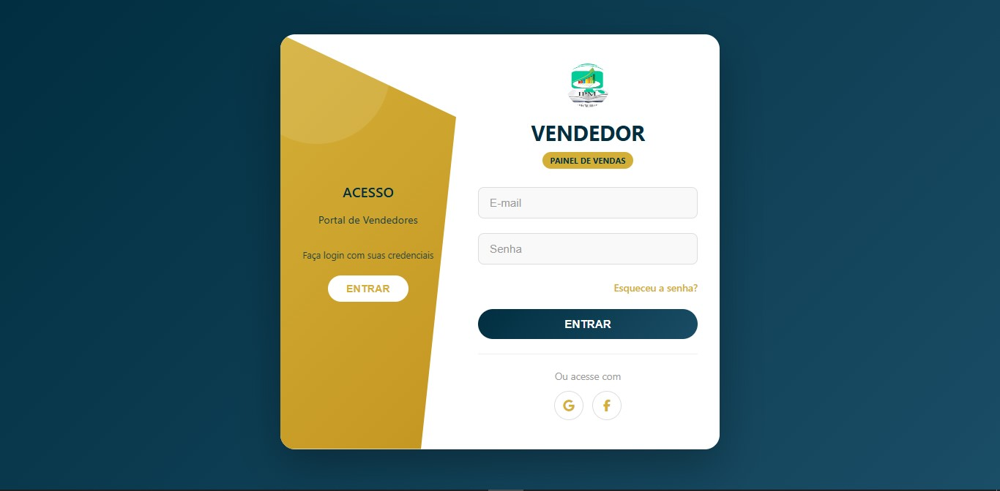 ACESSO
Portal de Vendedores
Faça login com suas credenciais
ENTRAR
IPM
VENDEDOR
PAINEL DE VENDAS
E-mail
Senha
Esqueceu a senha?
ENTRAR
Ou acesse com